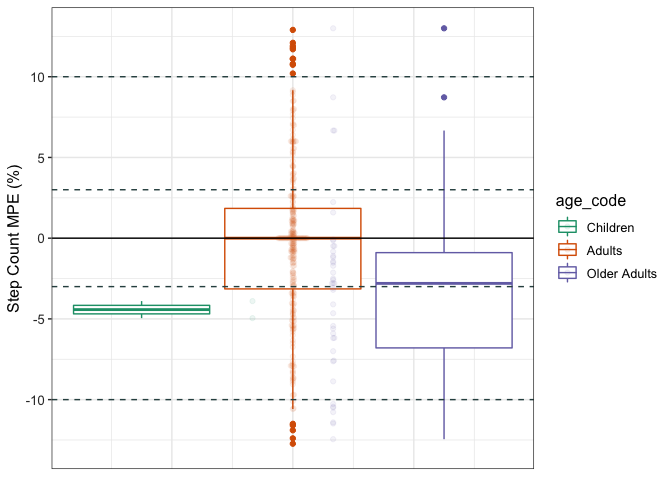 Step Count MPE (%)
10
5
0
-5
-10
age_code
Children
Adults
Older Adults